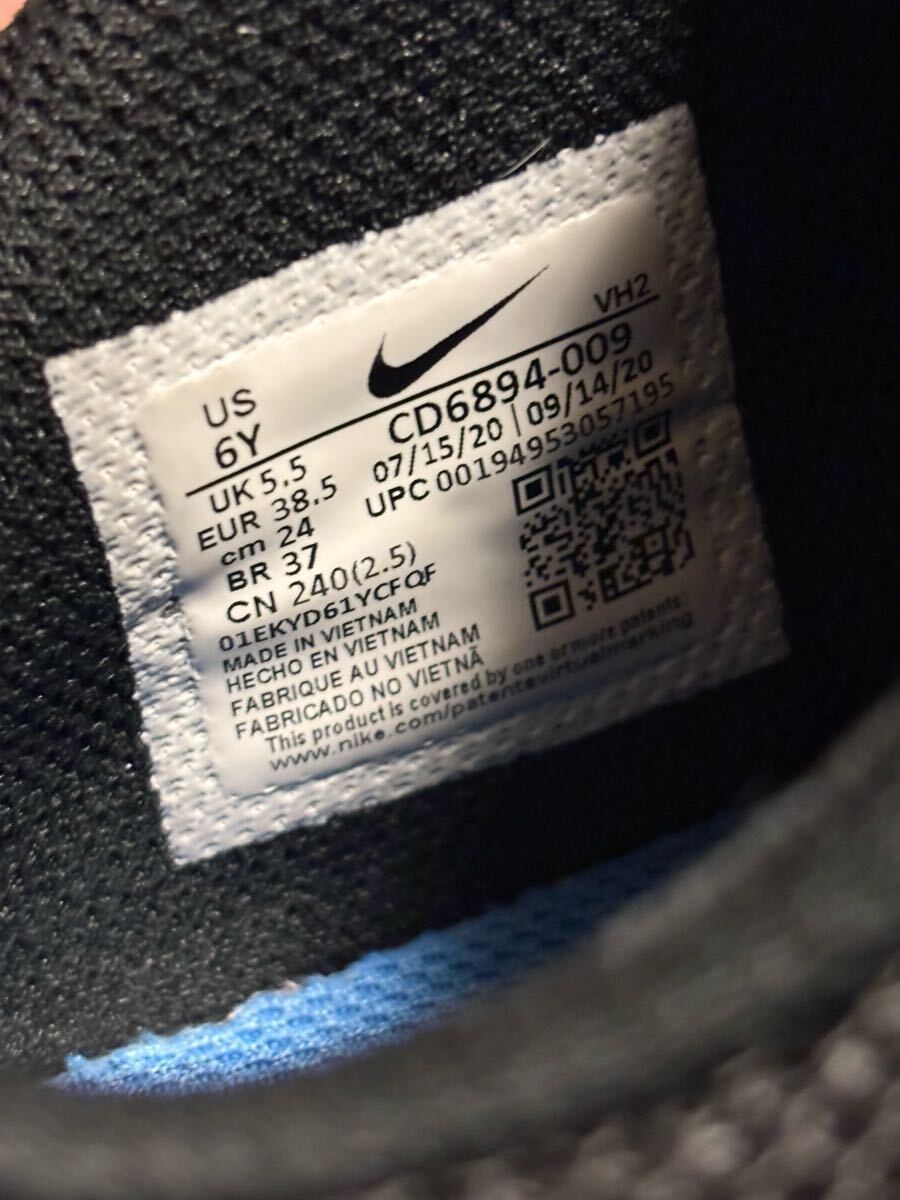 VH2
US
6Y
UK 5.5
EUR 38.5
cm 24
BR 37
CN 240(2.5)
CD6894-009
07/15/20 | 09/14/20
UPC 00194953057195
01EKYD61YCFQF
MADE IN VIETNAM
HECHO EN VIETNAM
FABRIQUE AU VIETNAM
FABRICADO NO VIETNÃ
This product is covered by one or more patents:
www.nike.com/patentsvirtualmarking